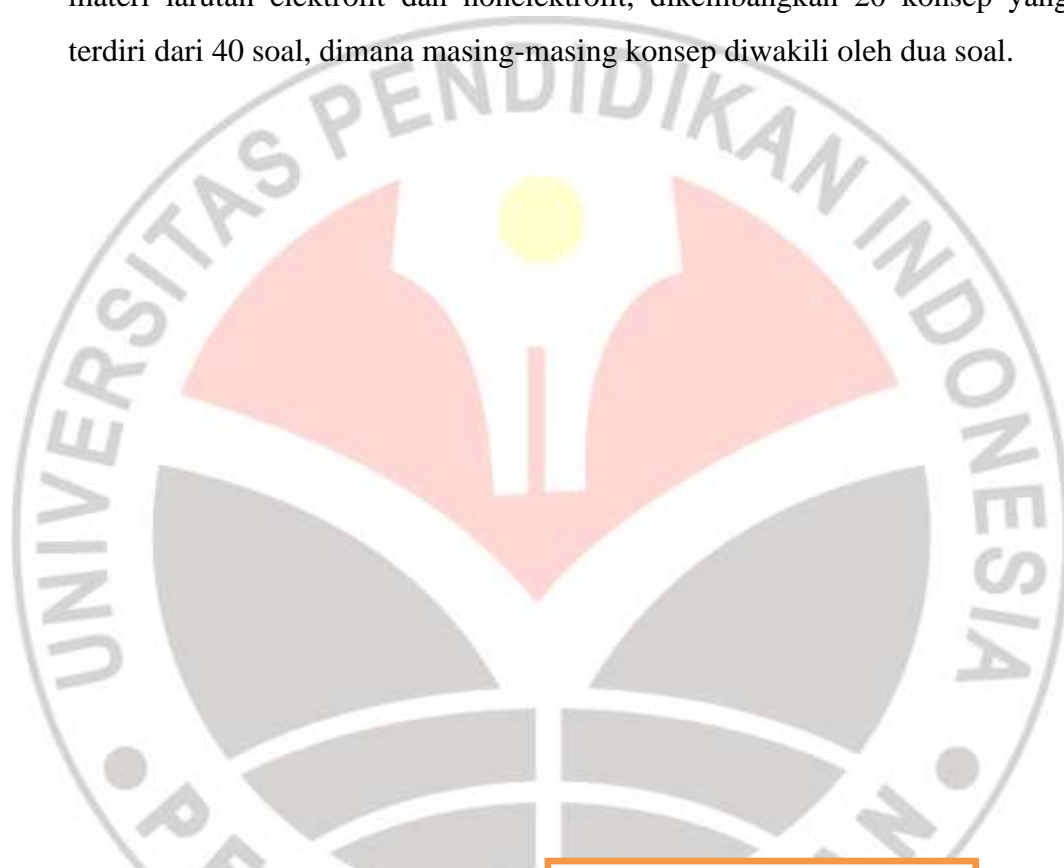 materi larutan elektrolit dan nonelektrolit, dikembangkan 20 konsep yang
terdiri dari 40 soal, dimana masing-masing konsep diwakili oleh dua soal.
UNIVERSITAS PENDIDIKAN INDONESIA